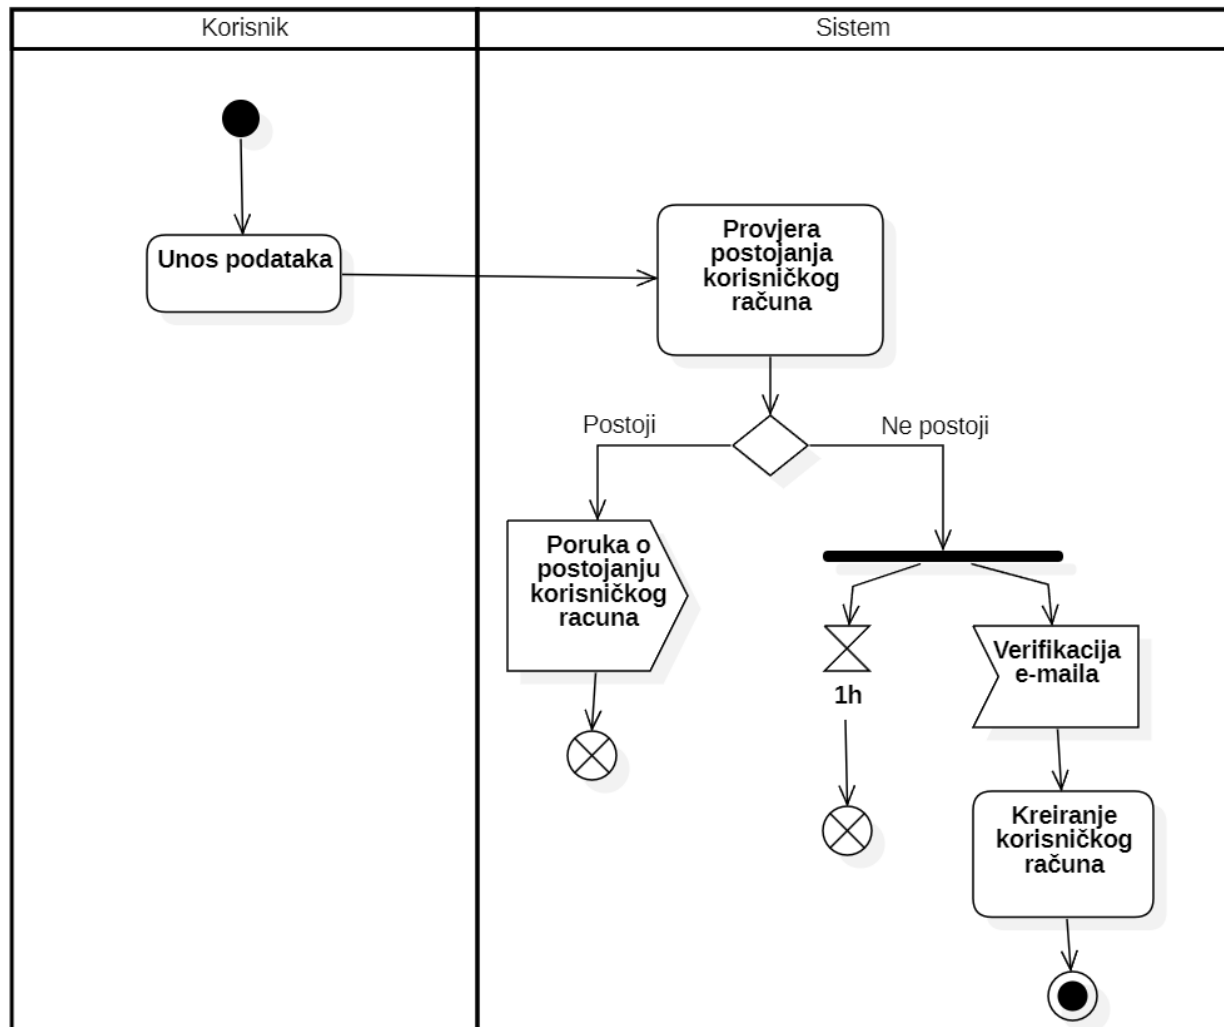 Korisnik
Sistem
Unos podataka
Provjera
postojanja
korisničkog
računa
Postoji
Ne postoji
Poruka o
postojanju
korisničkog
racuna
1h
Verifikacija
e-maila
Kreiranje
korisničkog
računa